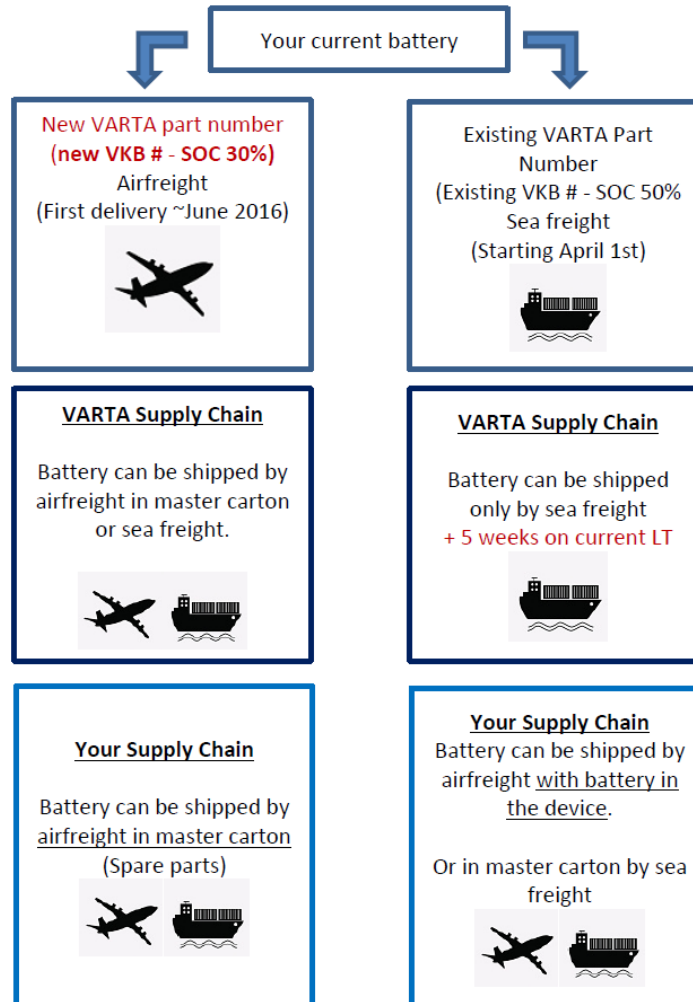 Your current battery
New VARTA part number
(new VKB # - SOC 30%)
Airfreight
(First delivery ~June 2016)
Existing VARTA Part
Number
(Existing VKB # - SOC 50%
Sea freight
(Starting April 1st)
VARTA Supply Chain
Battery can be shipped by
airfreight in master carton
or sea freight.
VARTA Supply Chain
Battery can be shipped
only by sea freight
+ 5 weeks on current LT
Your Supply Chain
Battery can be shipped by
airfreight in master carton
(Spare parts)
Your Supply Chain
Battery can be shipped by
airfreight with battery in
the device.
Or in master carton by sea
freight